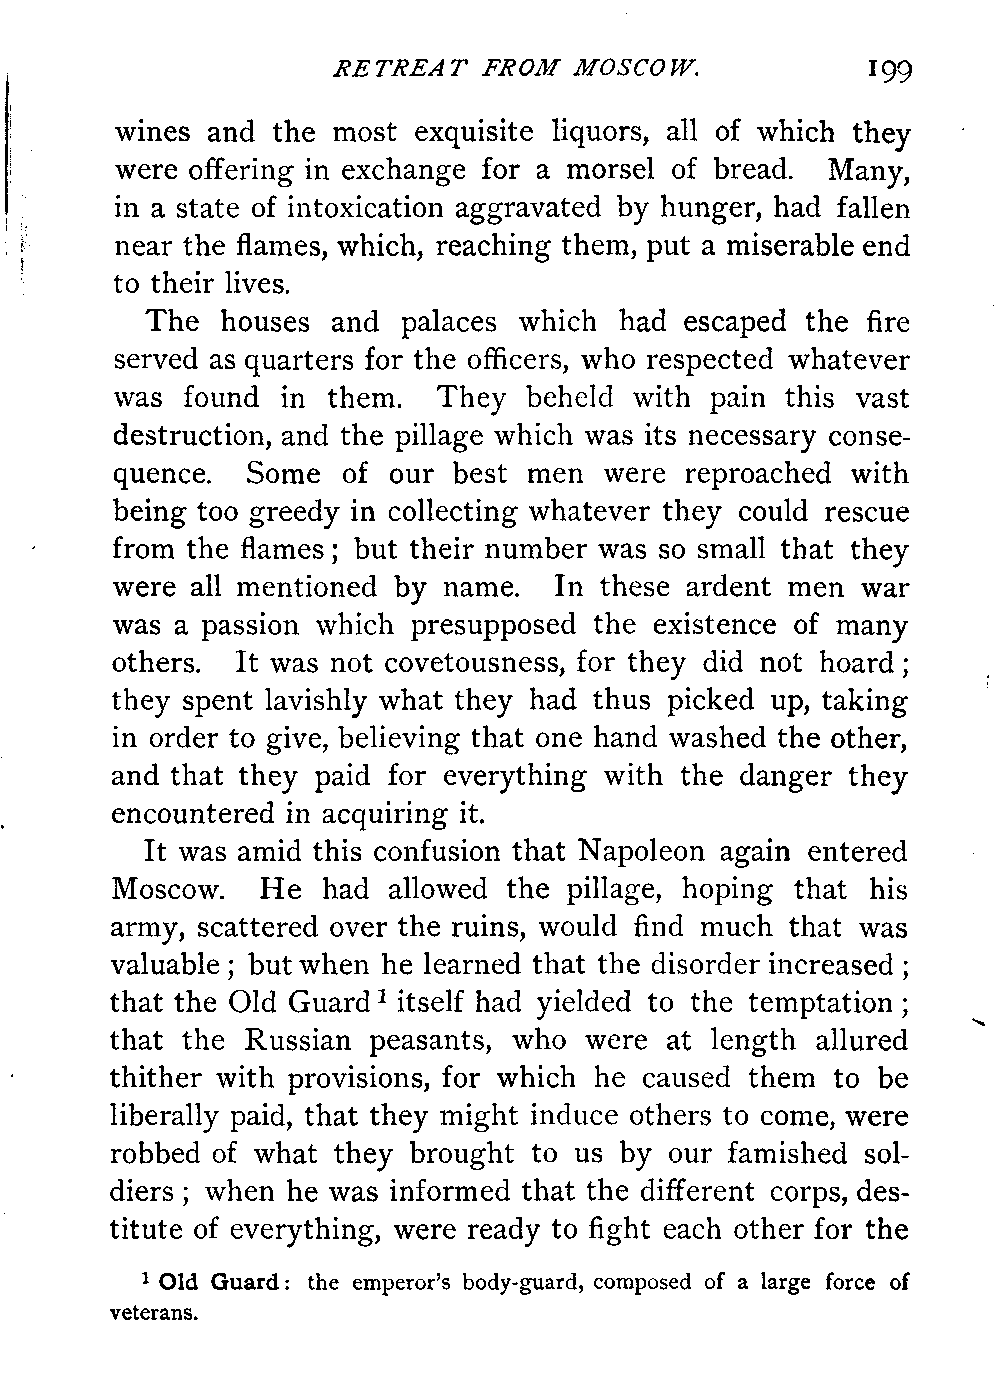 RETREAT FROM MOSCOW. 199
wines and the most exquisite liquors, all of which they
were offering in exchange for a morsel of bread. Many,
in a state of intoxication aggravated by hunger, had fallen
near the flames, which, reaching them, put a miserable end
to their lives.
The houses and palaces which had escaped the fire
served as quarters for the officers, who respected whatever
was found in them. They beheld with pain this vast
destruction, and the pillage which was its necessary conse-
quence. Some of our best men were reproached with
being too greedy in collecting whatever they could rescue
from the flames; but their number was so small that they
were all mentioned by name. In these ardent men war
was a passion which presupposed the existence of many
others. It was not covetousness, for they did not hoard;
they spent lavishly what they had thus picked up, taking
in order to give, believing that one hand washed the other,
and that they paid for everything with the danger they
encountered in acquiring it.
It was amid this confusion that Napoleon again entered
Moscow. He had allowed the pillage, hoping that his
army, scattered over the ruins, would find much that was
valuable; but when he learned that the disorder increased;
that the Old Guard¹ itself had yielded to the temptation;
that the Russian peasants, who were at length allured
thither with provisions, for which he caused them to be
liberally paid, that they might induce others to come, were
robbed of what they brought to us by our famished sol-
diers; when he was informed that the different corps, des-
titute of everything, were ready to fight each other for the
¹ Old Guard: the emperor's body-guard, composed of a large force of
veterans.